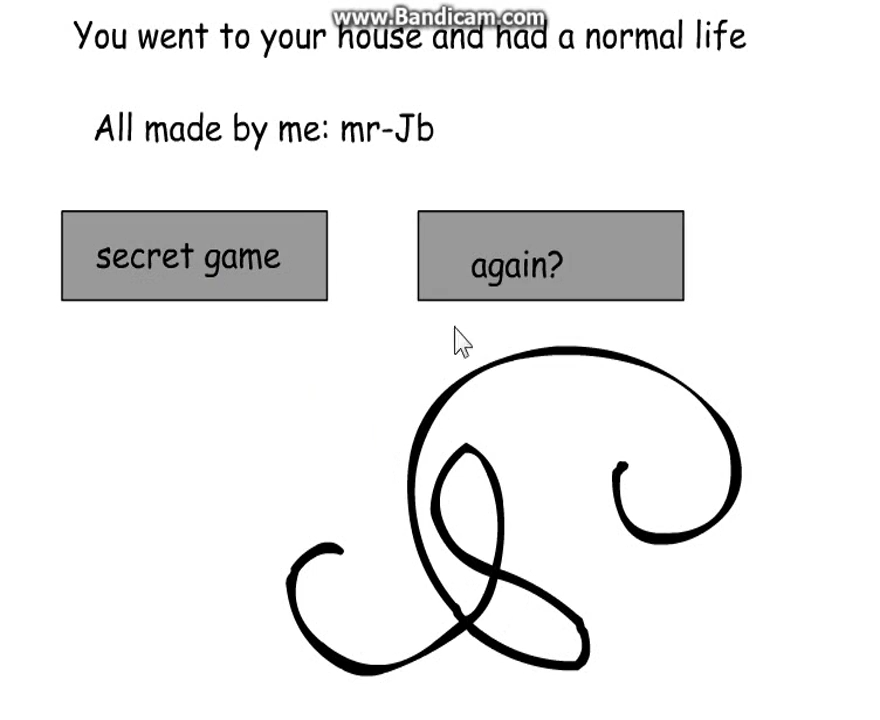 www.Bandicam.com
You went to your house and had a normal life
All made by me: mr-Jb
secret game
again?